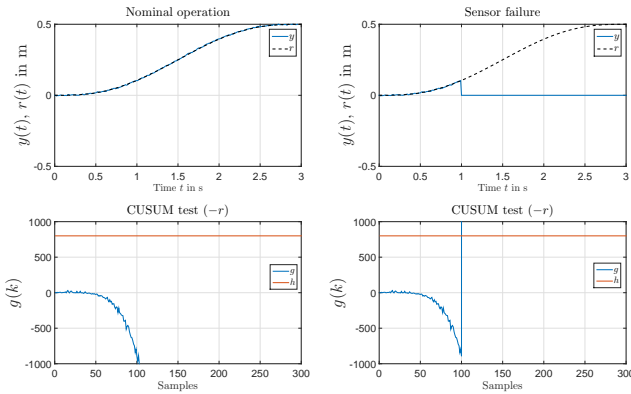 Nominal operation
0.5
0
-0.5
y(t), r(t) in m
y
r
0 0.5 1 1.5 2 2.5 3
Time t in s
Sensor failure
0.5
0
-0.5
y(t), r(t) in m
y
r
0 0.5 1 1.5 2 2.5 3
Time t in s
CUSUM test (−r)
1000
500
0
-500
-1000
g(k)
g
h
0 50 100 150 200 250 300
Samples
CUSUM test (−r)
1000
500
0
-500
-1000
g(k)
g
h
0 50 100 150 200 250 300
Samples